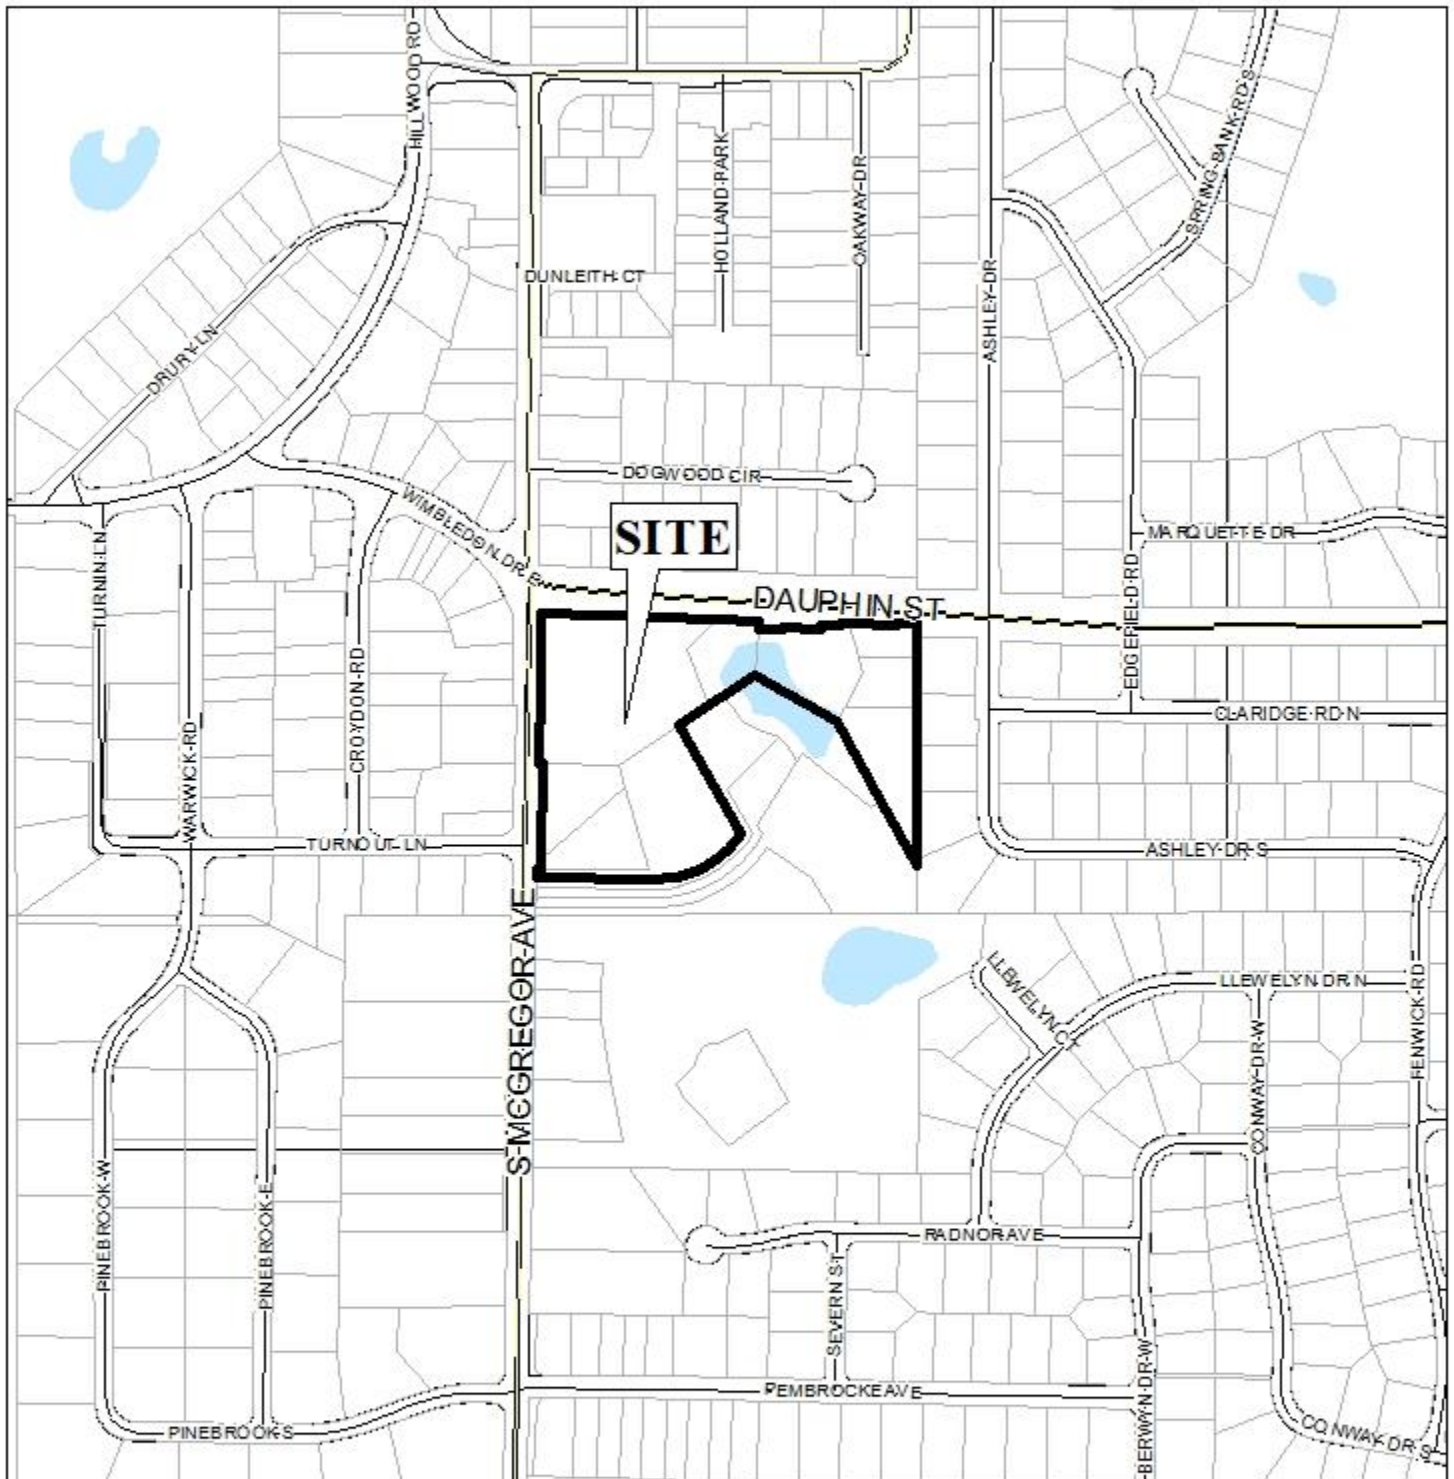 HILLWOOD RD
SPRING BANK RD S
HOLLAND PARK
OAKWAY DR
DUNLEITH CT
ASHLEY DR
DRURY LN
DOGWOOD CIR
WIMBLEDON DR E
SITE
MARQUETTE DR
TURNIN LN
DAUPHIN ST
EDGEFIELD RD
CROYDON RD
CLARIDGE RD N
WARWICK RD
TURNOUT LN
ASHLEY DR S
S MCGREGOR AVE
LLEWELYN CT
LLEWELYN DR N
FENWICK RD
CONWAY DR W
PINEBROOK W
PINEBROOK E
RADNOR AVE
SEVERN ST
PEMBROCKE AVE
BERWYN DR W
PINEBROOK S
CONWAY DR S